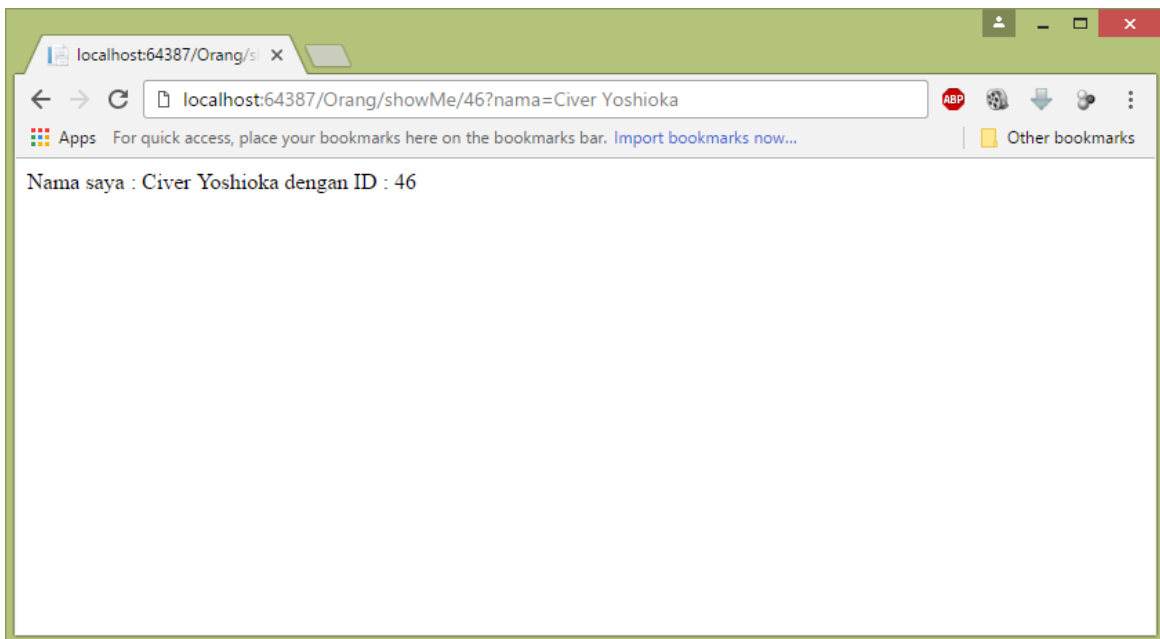 localhost:64387/Orang/sl
localhost:64387/Orang/showMe/46?nama=Civer Yoshioka
ABP
Apps For quick access, place your bookmarks here on the bookmarks bar. Import bookmarks now... Other bookmarks
Nama saya : Civer Yoshioka dengan ID : 46